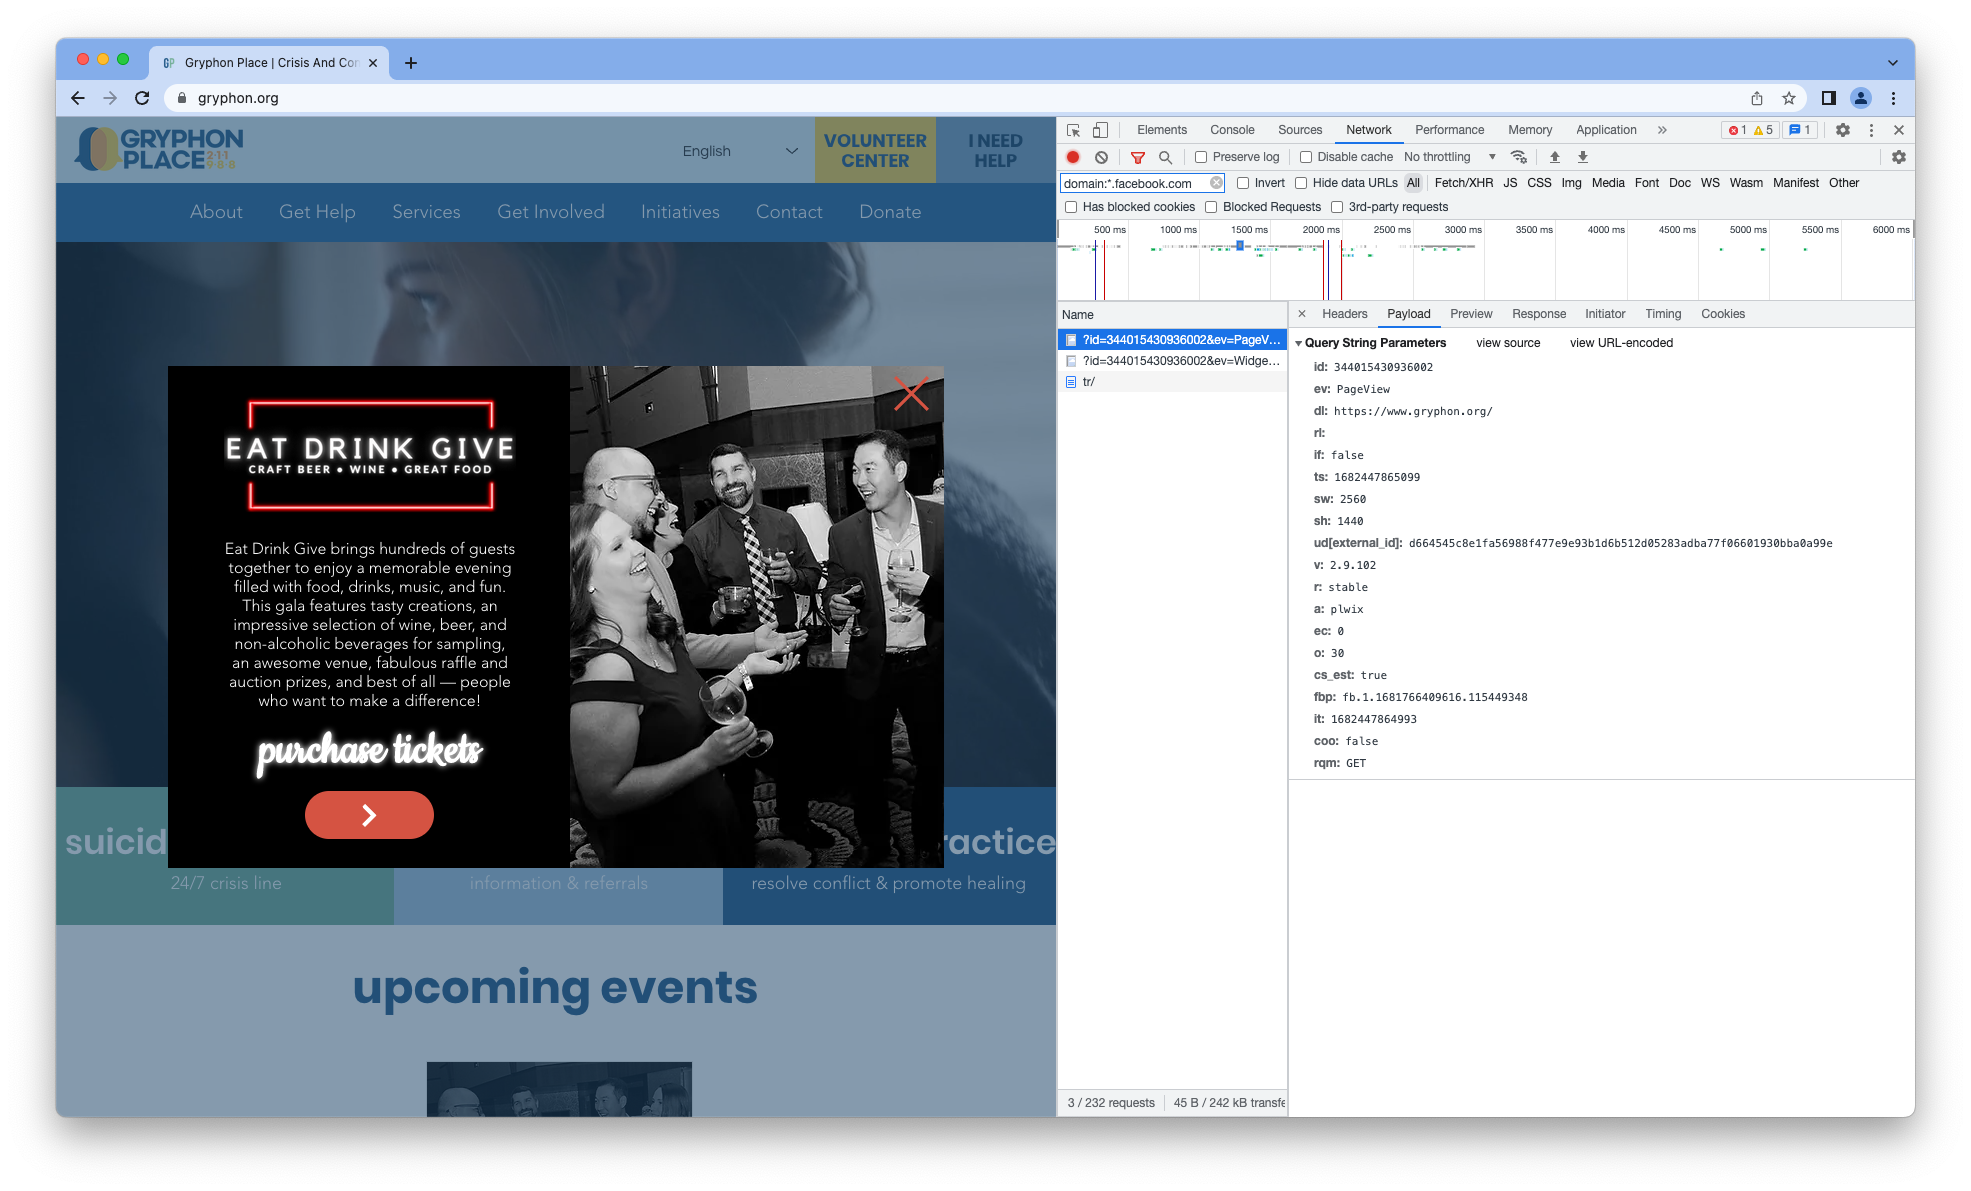 GP Gryphon Place | Crisis And Con
gryphon.org
GRYPHON
PLACE 2-1-1
9-8-8
English
VOLUNTEER
CENTER
I NEED
HELP
About Get Help Services Get Involved Initiatives Contact Donate
EAT DRINK GIVE
CRAFT BEER • WINE • GREAT FOOD
Eat Drink Give brings hundreds of guests
together to enjoy a memorable evening
filled with food, drinks, music, and fun.
This gala features tasty creations, an
impressive selection of wine, beer, and
non-alcoholic beverages for sampling,
an awesome venue, fabulous raffle and
auction prizes, and best of all — people
who want to make a difference!
purchase tickets
suicid
24/7 crisis line
information & referrals
ractice
resolve conflict & promote healing
upcoming events
Elements Console Sources Network Performance Memory Application » 1 5 1
Preserve log Disable cache No throttling
domain:*.facebook.com Invert Hide data URLs All Fetch/XHR JS CSS Img Media Font Doc WS Wasm Manifest Other
Has blocked cookies Blocked Requests 3rd-party requests
500 ms 1000 ms 1500 ms 2000 ms 2500 ms 3000 ms 3500 ms 4000 ms 4500 ms 5000 ms 5500 ms 6000 ms
Name
?id=344015430936002&ev=PageV...
?id=344015430936002&ev=Widge...
tr/
3 / 232 requests 45 B / 242 kB transfe
Headers Payload Preview Response Initiator Timing Cookies
Query String Parameters view source view URL-encoded
id: 344015430936002
ev: PageView
dl: https://www.gryphon.org/
rl:
if: false
ts: 1682447865099
sw: 2560
sh: 1440
ud[external_id]: d664545c8e1fa56988f477e9e93b1d6b512d05283adba77f06601930bba0a99e
v: 2.9.102
r: stable
a: plwix
ec: 0
o: 30
cs_est: true
fbp: fb.1.1681766409616.115449348
it: 1682447864993
coo: false
rqm: GET